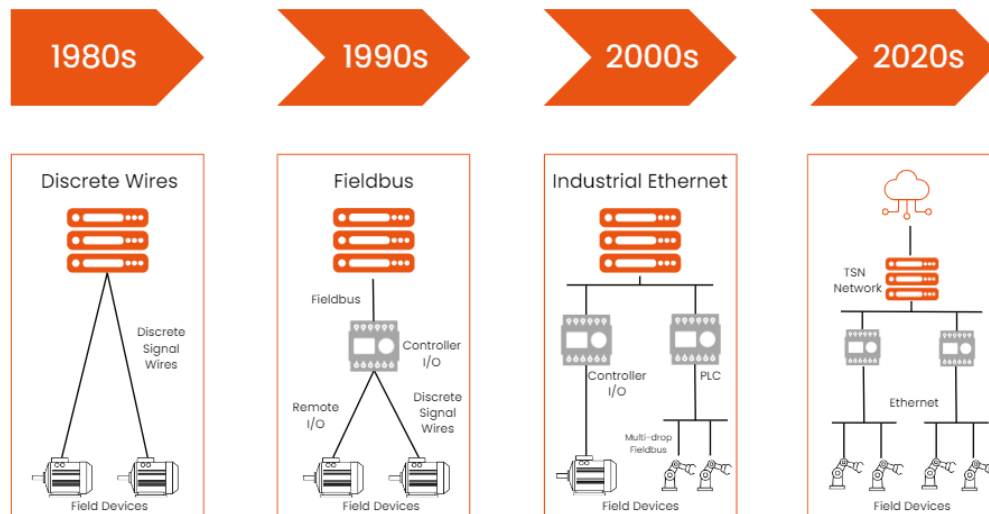 1980s
1990s
2000s
2020s
Discrete Wires
Discrete
Signal
Wires
Field Devices
Fieldbus
Fieldbus
Controller
I/O
Remote
I/O
Discrete
Signal
Wires
Field Devices
Industrial Ethernet
Controller
I/O
PLC
Multi-drop
Fieldbus
Field Devices
TSN
Network
Ethernet
Field Devices